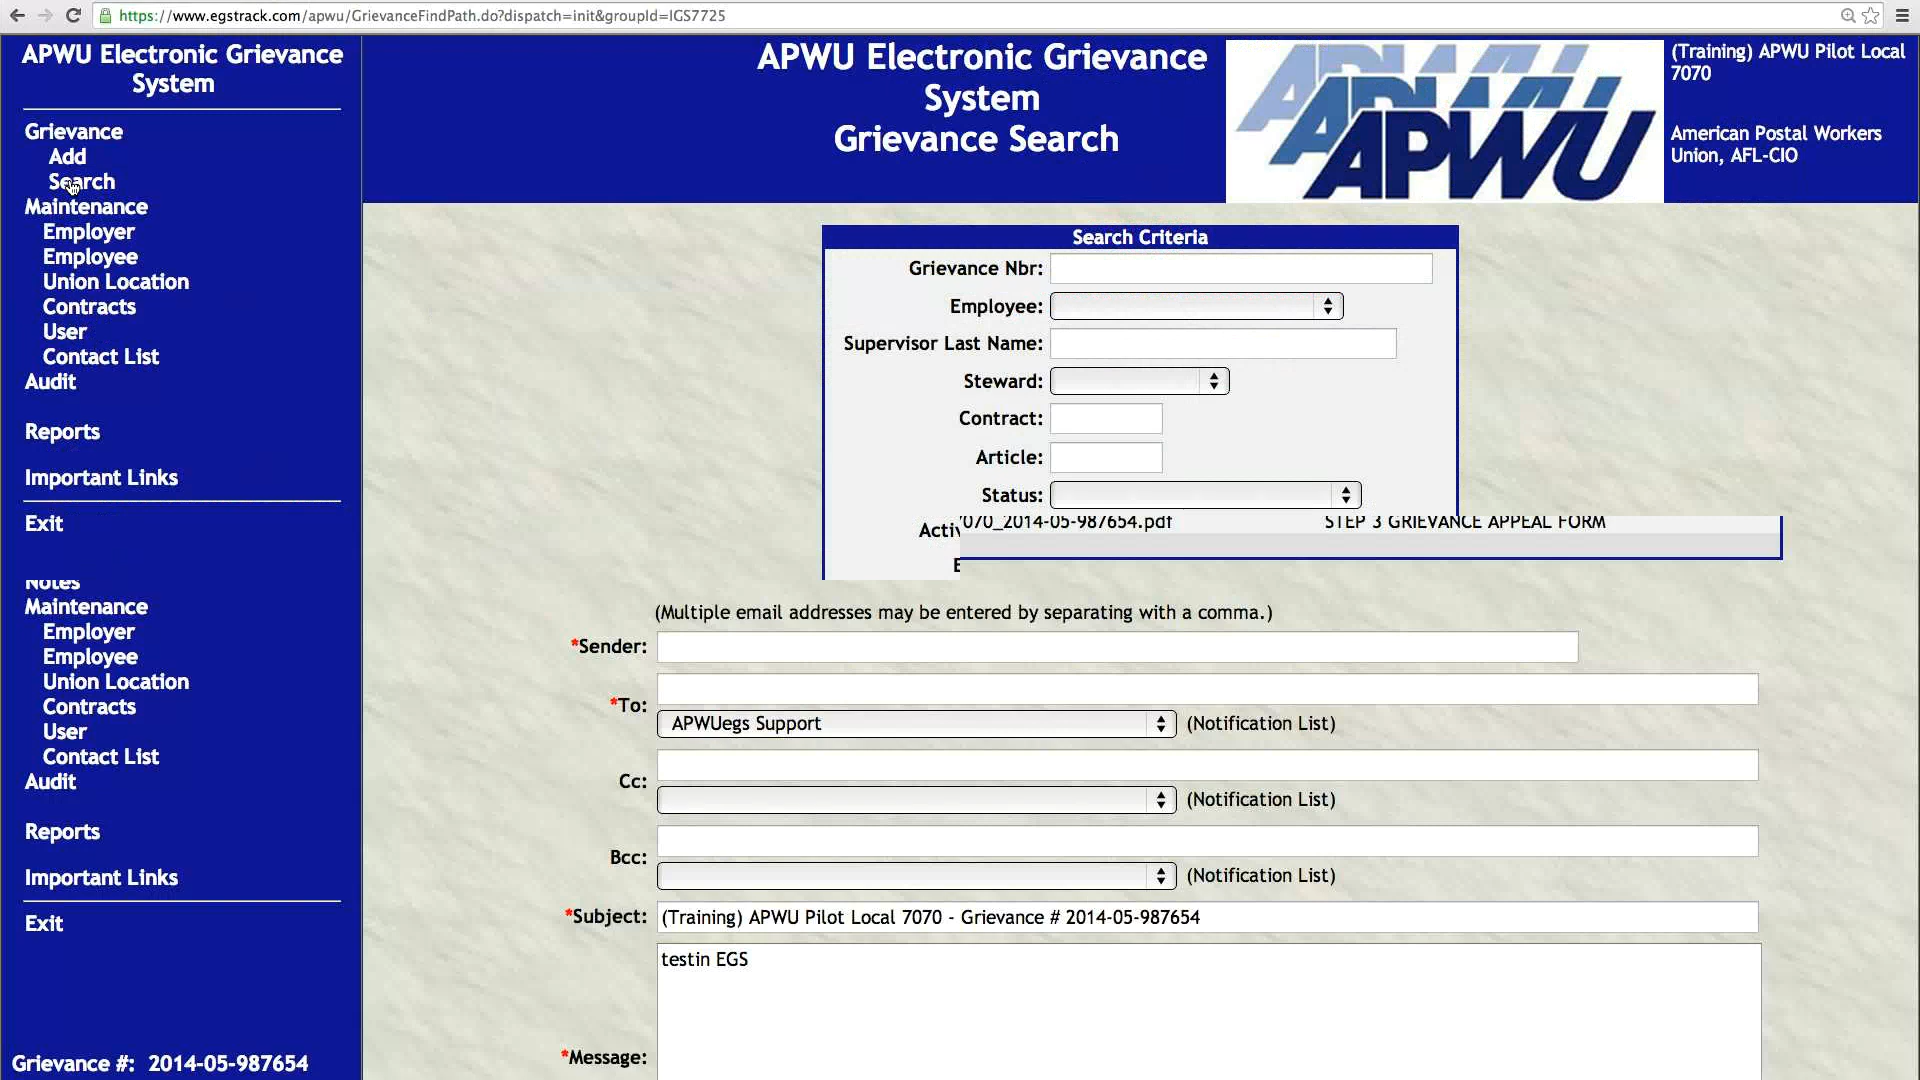 https://www.egstrack.com/apwu/GrievanceFindPath.do?dispatch=init&groupId=IGS7725
APWU Electronic Grievance
System
Grievance
Add
Search
Maintenance
Employer
Employee
Union Location
Contracts
User
Contact List
Audit
Reports
Important Links
Exit
Notes
Maintenance
Employer
Employee
Union Location
Contracts
User
Contact List
Audit
Reports
Important Links
Exit
Grievance #: 2014-05-987654
APWU Electronic Grievance
System
Grievance Search
APWU
(Training) APWU Pilot Local
7070
American Postal Workers
Union, AFL-CIO
Search Criteria
Grievance Nbr:
Employee:
Supervisor Last Name:
Steward:
Contract:
Article:
Status:
070_2014-05-987654.pdf STEP 3 GRIEVANCE APPEAL FORM
(Multiple email addresses may be entered by separating with a comma.)
*Sender:
*To:
APWUegs Support (Notification List)
Cc:
(Notification List)
Bcc:
(Notification List)
*Subject: (Training) APWU Pilot Local 7070 - Grievance # 2014-05-987654
testin EGS
*Message: